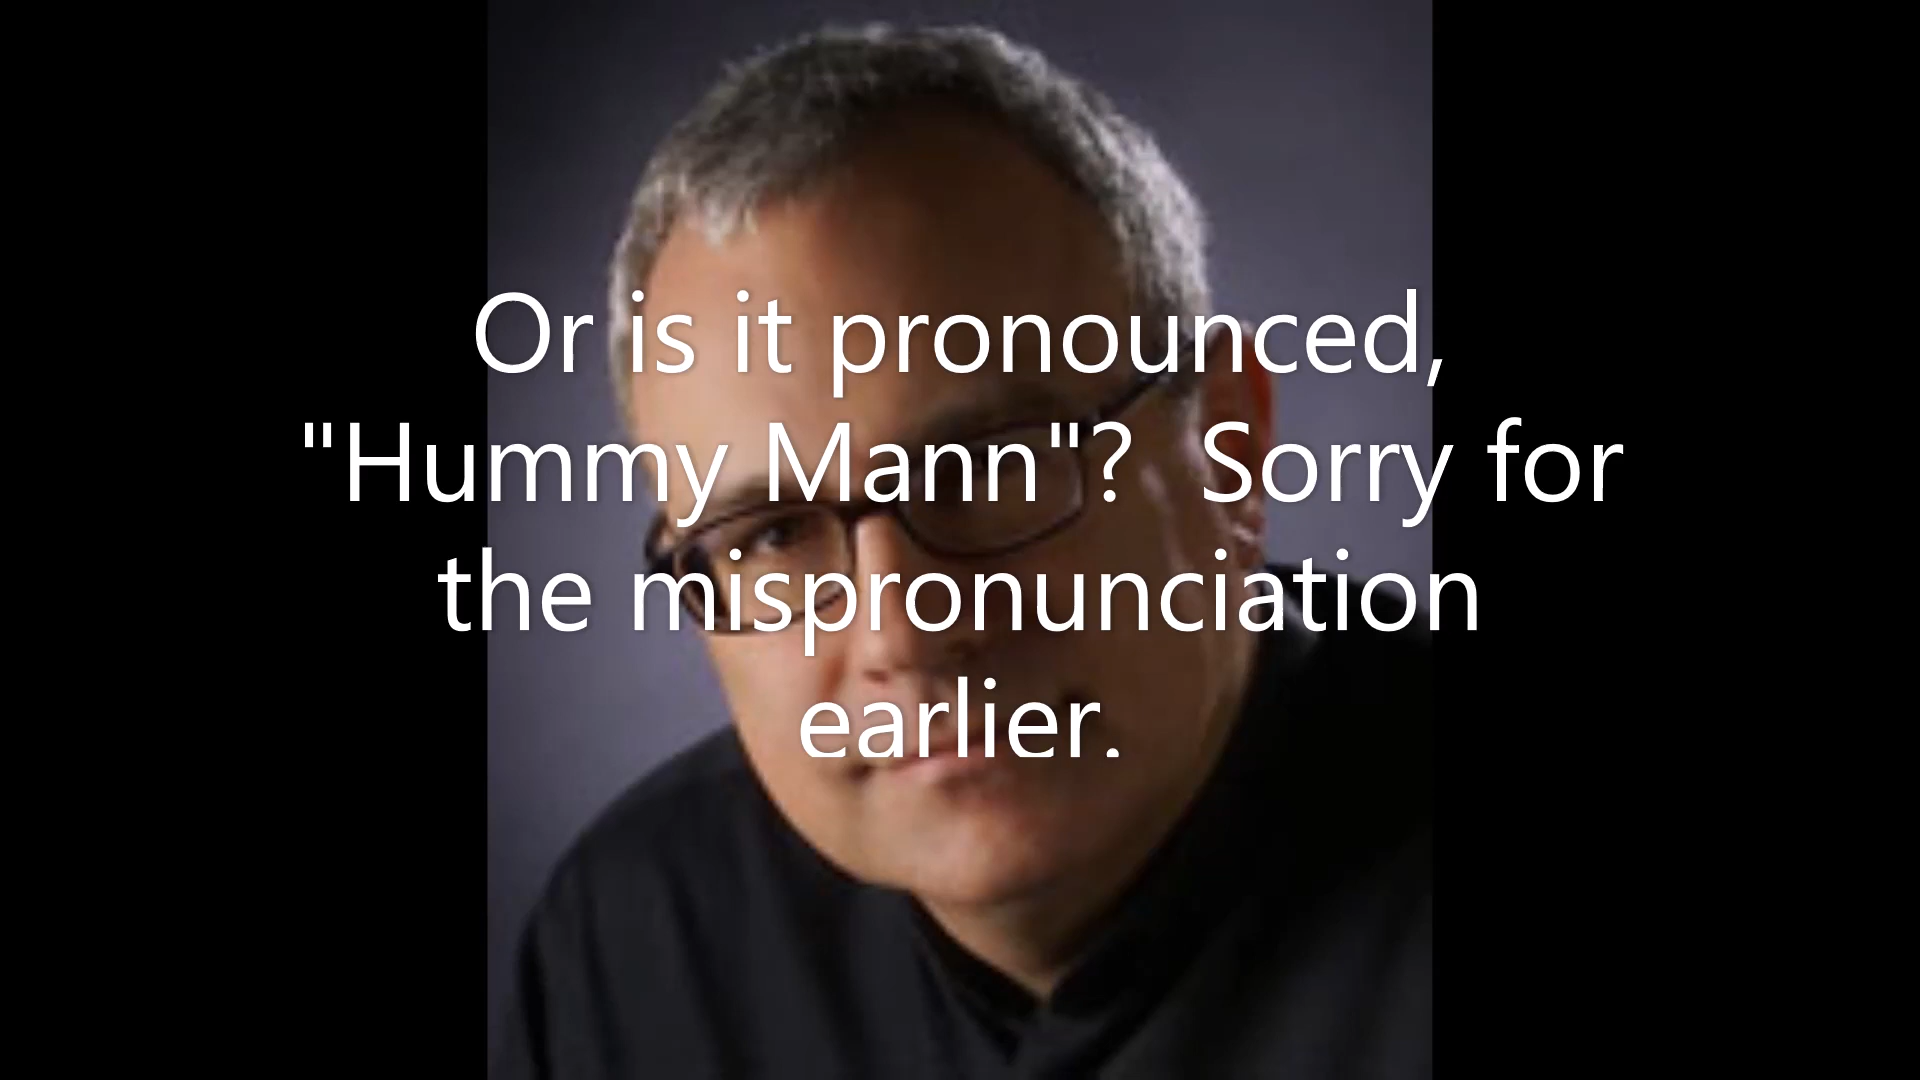 Or is it pronounced,
"Hummy Mann"?  Sorry for
the mispronunciation
earlier.